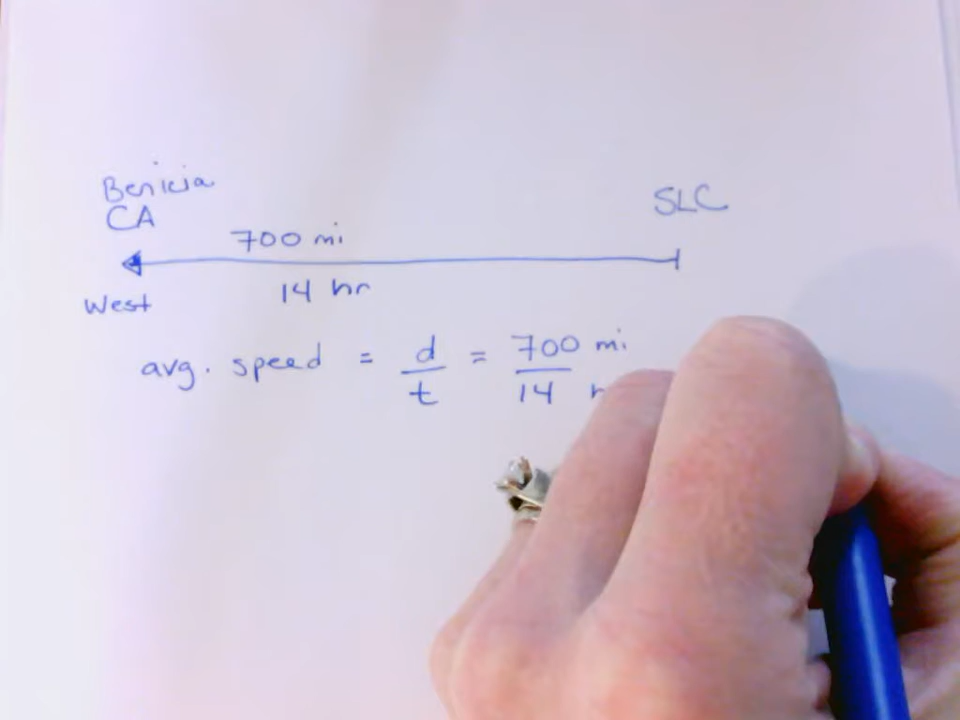 Benicia
CA
SLC
700 mi
14 hr
West
avg. speed = d/t = 700 mi/14